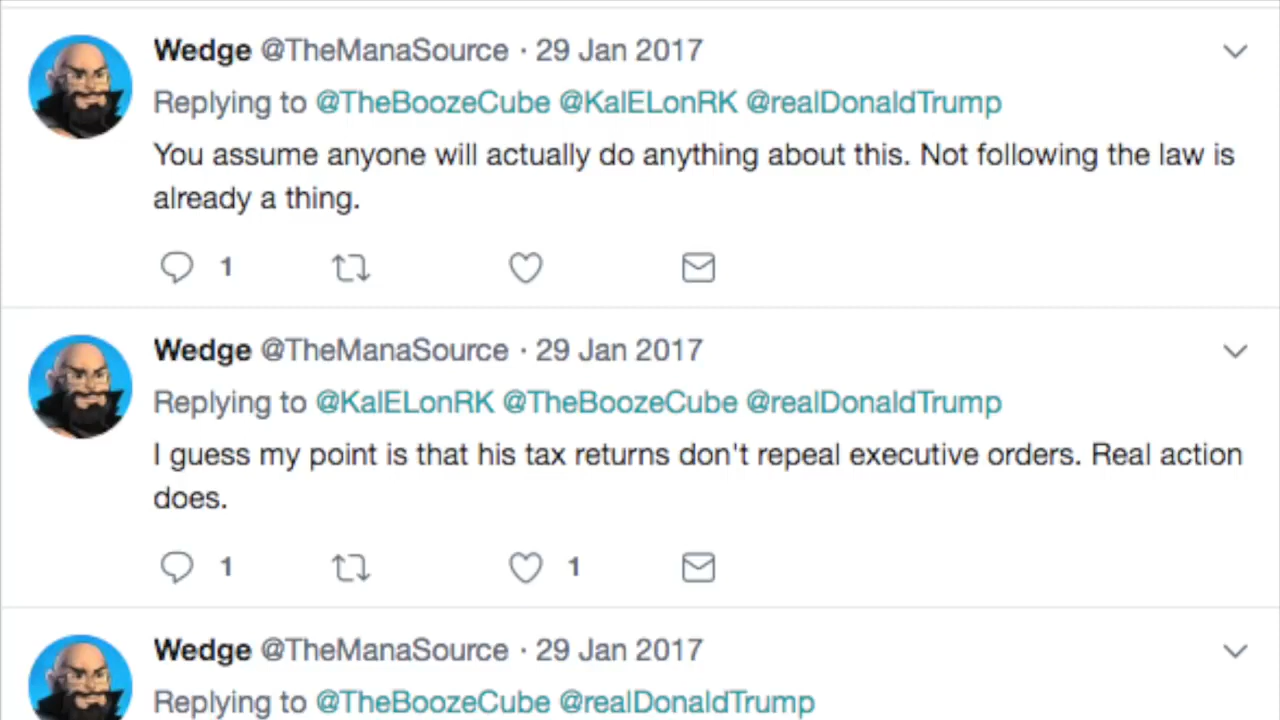 Wedge @TheManaSource · 29 Jan 2017
Replying to @TheBoozeCube @KalELonRK @realDonaldTrump
You assume anyone will actually do anything about this. Not following the law is
already a thing.
1
Wedge @TheManaSource · 29 Jan 2017
Replying to @KalELonRK @TheBoozeCube @realDonaldTrump
I guess my point is that his tax returns don't repeal executive orders. Real action
does.
1 1
Wedge @TheManaSource · 29 Jan 2017
Replying to @TheBoozeCube @realDonaldTrump